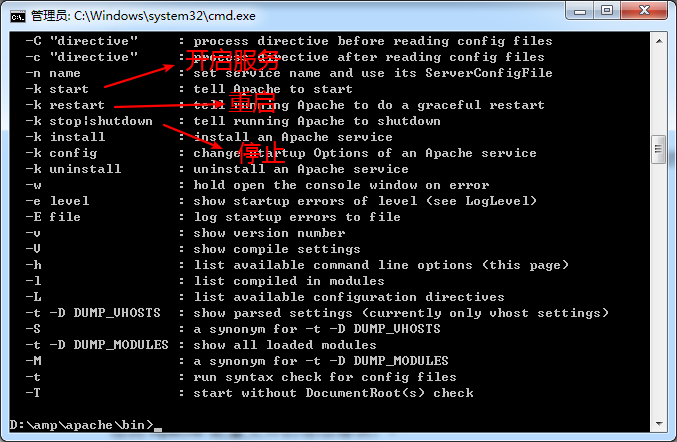 管理员: C:\Windows\system32\cmd.exe
-C "directive" : process directive before reading config files
-c "directive" : process directive after reading config files
开启服务
-n name : set service name and use its ServerConfigFile
-k start : tell Apache to start
-k restart : tell running Apache to do a graceful restart
重启
-k stop|shutdown : tell running Apache to shutdown
-k install : install an Apache service
停止
-k config : change startup Options of an Apache service
-k uninstall : uninstall an Apache service
-w : hold open the console window on error
-e level : show startup errors of level (see LogLevel)
-E file : log startup errors to file
-v : show version number
-V : show compile settings
-h : list available command line options (this page)
-l : list compiled in modules
-L : list available configuration directives
-t -D DUMP_VHOSTS : show parsed settings (currently only vhost settings)
-S : a synonym for -t -D DUMP_VHOSTS
-t -D DUMP_MODULES : show all loaded modules
-M : a synonym for -t -D DUMP_MODULES
-t : run syntax check for config files
-T : start without DocumentRoot(s) check
D:\amp\apache\bin>_